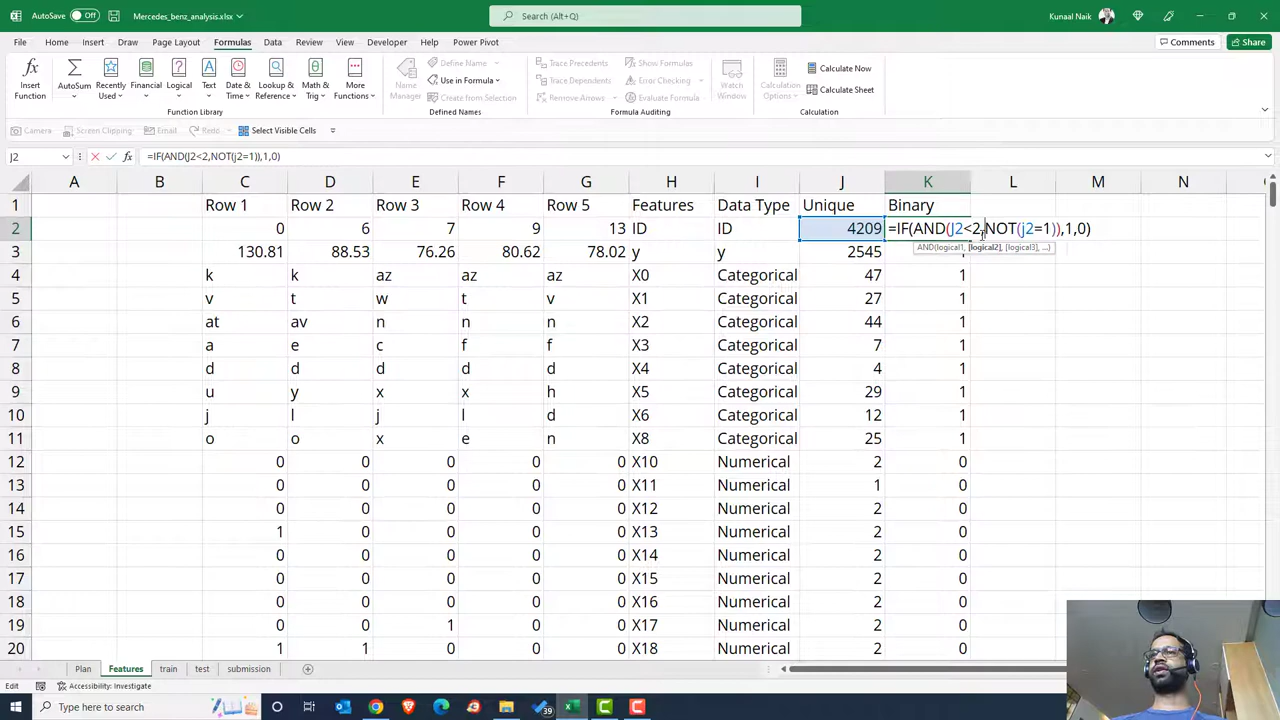 AutoSave Off Mercedes_benz_analysis.xlsx Search (Alt+Q) Kunaal Naik
File Home Insert Draw Page Layout Formulas Data Review View Developer Help Power Pivot Comments Share
Insert Function AutoSum Recently Used Financial Logical Text Date & Time Lookup & Reference Math & Trig More Functions
Function Library
Name Manager Define Name Use in Formula Create from Selection
Defined Names
Trace Precedents Trace Dependents Remove Arrows Show Formulas Error Checking Evaluate Formula
Formula Auditing
Watch Window Calculation Options Calculate Now Calculate Sheet
Calculation
Camera Screen Clipping Email Redo Select Visible Cells
J2 fx =IF(AND(J2<2,NOT(j2=1)),1,0)
A B C D E F G H I J K L M N
1 Row 1 Row 2 Row 3 Row 4 Row 5 Features Data Type Unique Binary
2 0 6 7 9 13 ID ID 4209 =IF(AND(J2<2,NOT(j2=1)),1,0)
AND(logical1, [logical2], [logical3], ...)
3 130.81 88.53 76.26 80.62 78.02 y y 2545 1
4 k k az az az X0 Categorical 47 1
5 v t w t v X1 Categorical 27 1
6 at av n n n X2 Categorical 44 1
7 a e c f f X3 Categorical 7 1
8 d d d d d X4 Categorical 4 1
9 u y x x h X5 Categorical 29 1
10 j l j l d X6 Categorical 12 1
11 o o x e n X8 Categorical 25 1
12 0 0 0 0 0 X10 Numerical 2 0
13 0 0 0 0 0 X11 Numerical 1 0
14 0 0 0 0 0 X12 Numerical 2 0
15 1 0 0 0 0 X13 Numerical 2 0
16 0 0 0 0 0 X14 Numerical 2 0
17 0 0 0 0 0 X15 Numerical 2 0
18 0 0 0 0 0 X16 Numerical 2 0
19 0 0 1 0 0 X17 Numerical 2 0
20 1 1 0 0 0 X18 Numerical 2 0
Plan Features train test submission
Edit Accessibility: Investigate
Type here to search 39